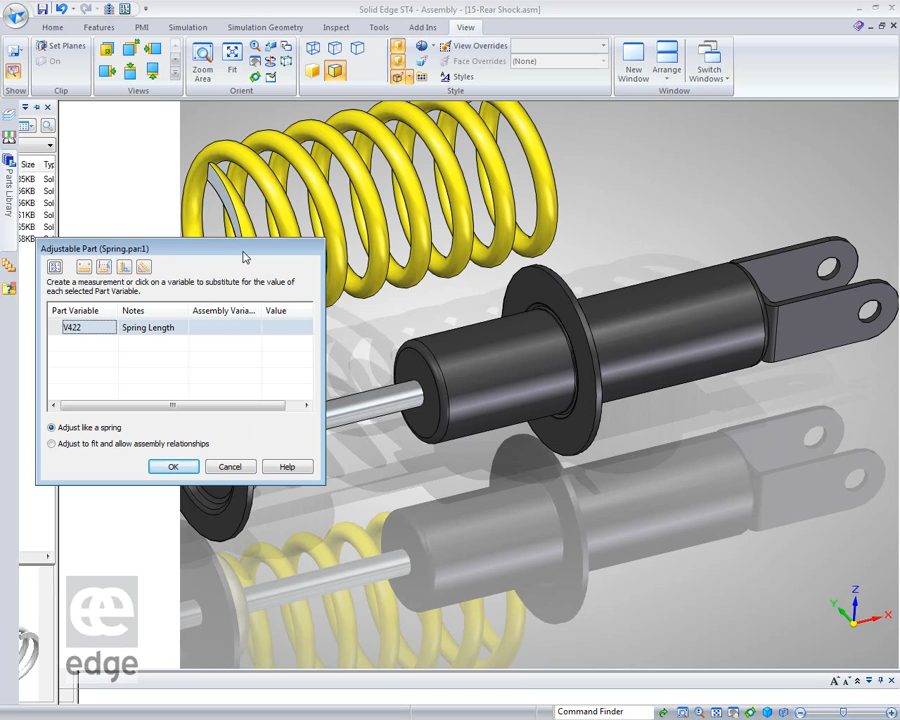 Solid Edge ST4 - Assembly - [15-Rear Shock.asm]
Home
Features
PMI
Simulation
Simulation Geometry
Inspect
Tools
Add Ins
View
Set Planes
On
Show
Clip
Views
Zoom
Area
Fit
Orient
View Overrides
Face Overrides
(None)
Styles
Style
New
Window
Arrange
Switch
Windows
Window
Size
Parts Library
Adjustable Part (Spring.par:1)
Create a measurement or click on a variable to substitute for the value of
each selected Part Variable.
Part Variable
Notes
Assembly Varia...
Value
V422
Spring Length
Adjust like a spring
Adjust to fit and allow assembly relationships
OK
Cancel
Help
edge
Z
Y
X
Command Finder